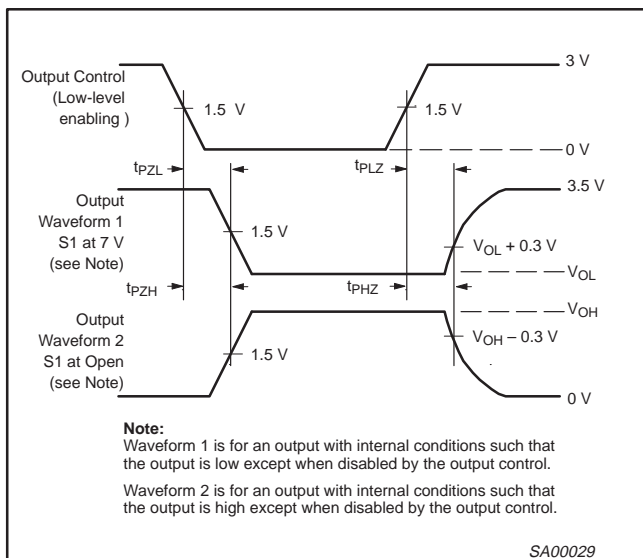 3 V
Output Control
(Low-level
enabling )
1.5 V
1.5 V
0 V
tPZL
tPLZ
Output
Waveform 1
S1 at 7 V
(see Note)
3.5 V
1.5 V
VOL + 0.3 V
VOL
tPZH
tPHZ
VOH
Output
Waveform 2
S1 at Open
(see Note)
1.5 V
VOH – 0.3 V
0 V
Note:
Waveform 1 is for an output with internal conditions such that
the output is low except when disabled by the output control.
Waveform 2 is for an output with internal conditions such that
the output is high except when disabled by the output control.
SA00029